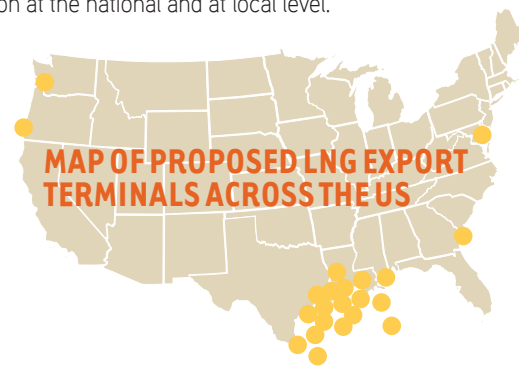 on at the national and at local level.
MAP OF PROPOSED LNG EXPORT
TERMINALS ACROSS THE US